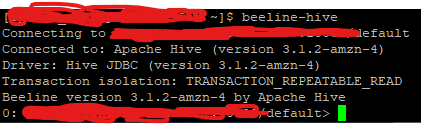 [ ~]$ beeline-hive
Connecting to /default
Connected to: Apache Hive (version 3.1.2-amzn-4)
Driver: Hive JDBC (version 3.1.2-amzn-4)
Transaction isolation: TRANSACTION_REPEATABLE_READ
Beeline version 3.1.2-amzn-4 by Apache Hive
0: /default>